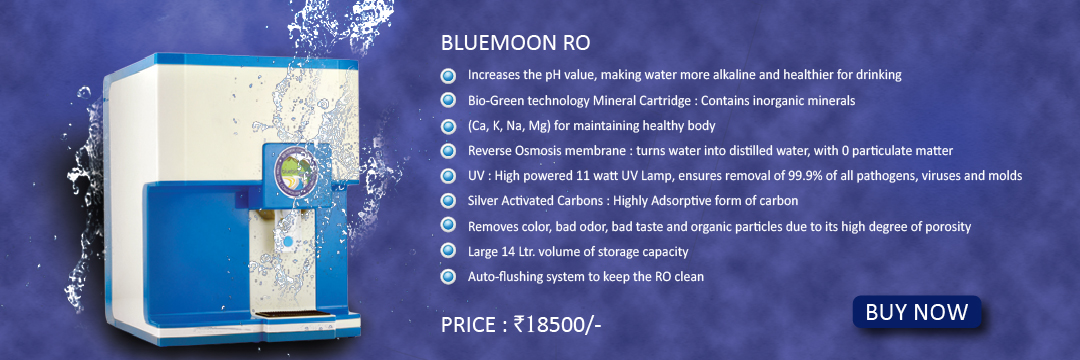 BLUEMOON RO
Increases the pH value, making water more alkaline and healthier for drinking
Bio-Green technology Mineral Cartridge : Contains inorganic minerals
(Ca, K, Na, Mg) for maintaining healthy body
Reverse Osmosis membrane : turns water into distilled water, with 0 particulate matter
UV : High powered 11 watt UV Lamp, ensures removal of 99.9% of all pathogens, viruses and molds
Silver Activated Carbons : Highly Adsorptive form of carbon
Removes color, bad odor, bad taste and organic particles due to its high degree of porosity
Large 14 Ltr. volume of storage capacity
Auto-flushing system to keep the RO clean
PRICE : ₹18500/-
BUY NOW